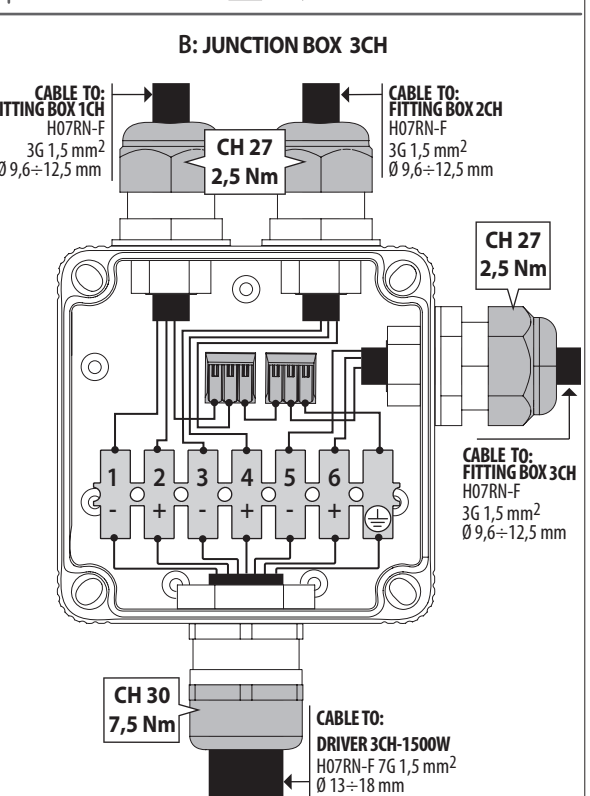 B: JUNCTION BOX 3CH
CABLE TO:
ITTING BOX 1CH
H07RN-F
3G 1,5 mm²
Ø 9,6÷12,5 mm
CH 27
2,5 Nm
CABLE TO:
FITTING BOX 2CH
H07RN-F
3G 1,5 mm²
Ø 9,6÷12,5 mm
CH 27
2,5 Nm
CABLE TO:
FITTING BOX 3CH
H07RN-F
3G 1,5 mm²
Ø 9,6÷12,5 mm
1 2 3 4 5 6
- + - + - +
CH 30
7,5 Nm
CABLE TO:
DRIVER 3CH-1500W
H07RN-F 7G 1,5 mm²
Ø 13÷18 mm